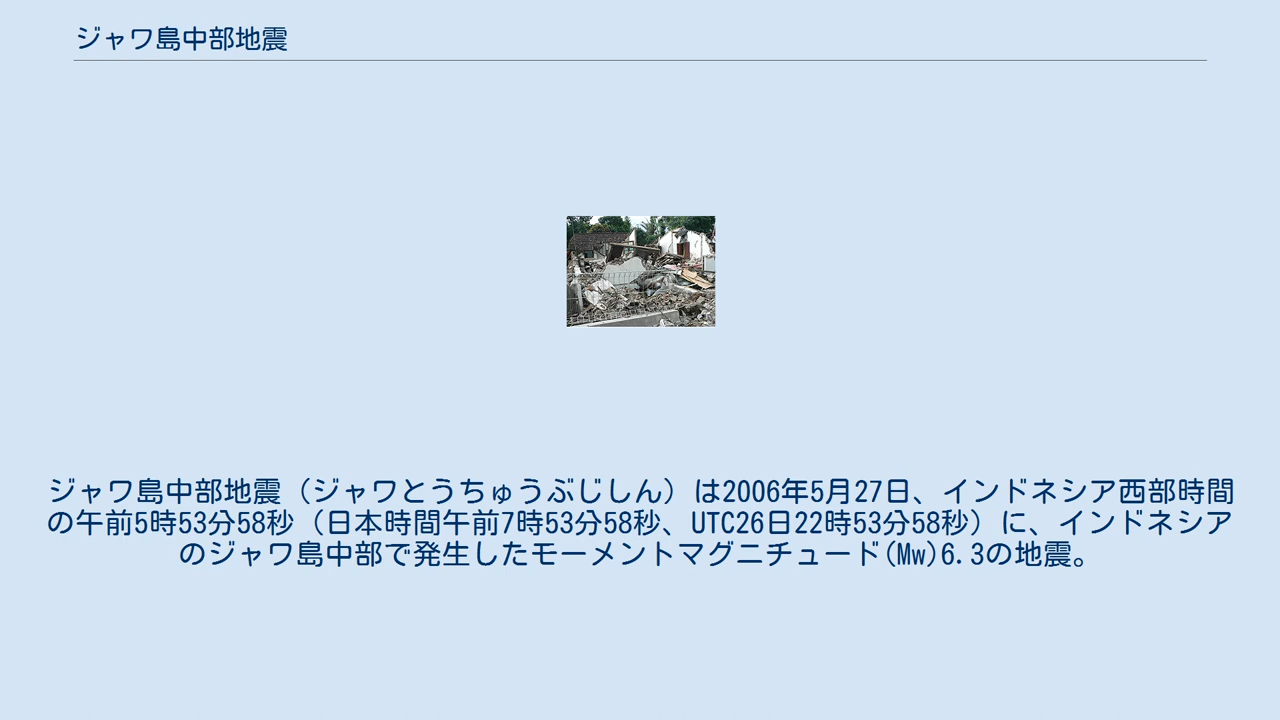 ジャワ島中部地震
ジャワ島中部地震（ジャワとうちゅうぶじしん）は2006年5月27日、インドネシア西部時間
の午前5時53分58秒（日本時間午前7時53分58秒、UTC26日22時53分58秒）に、インドネシア
のジャワ島中部で発生したモーメントマグニチュード(Mw)6.3の地震。